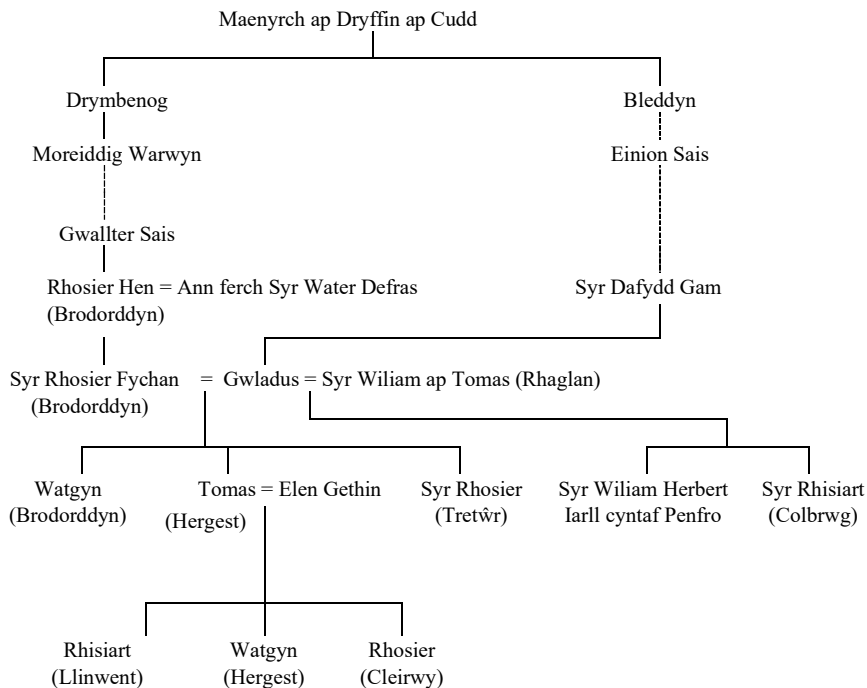 Maenyrch ap Dryffin ap Cudd
Drymbenog Bleddyn
Moreiddig Warwyn Einion Sais
Gwallter Sais
Rhosier Hen = Ann ferch Syr Water Defras Syr Dafydd Gam
(Brodorddyn)
Syr Rhosier Fychan = Gwladus = Syr Wiliam ap Tomas (Rhaglan)
(Brodorddyn)
Watgyn Tomas = Elen Gethin Syr Rhosier Syr Wiliam Herbert Syr Rhisiart
(Brodorddyn) (Hergest) (Tretŵr) Iarll cyntaf Penfro (Colbrwg)
Rhisiart Watgyn Rhosier
(Llinwent) (Hergest) (Cleirwy)